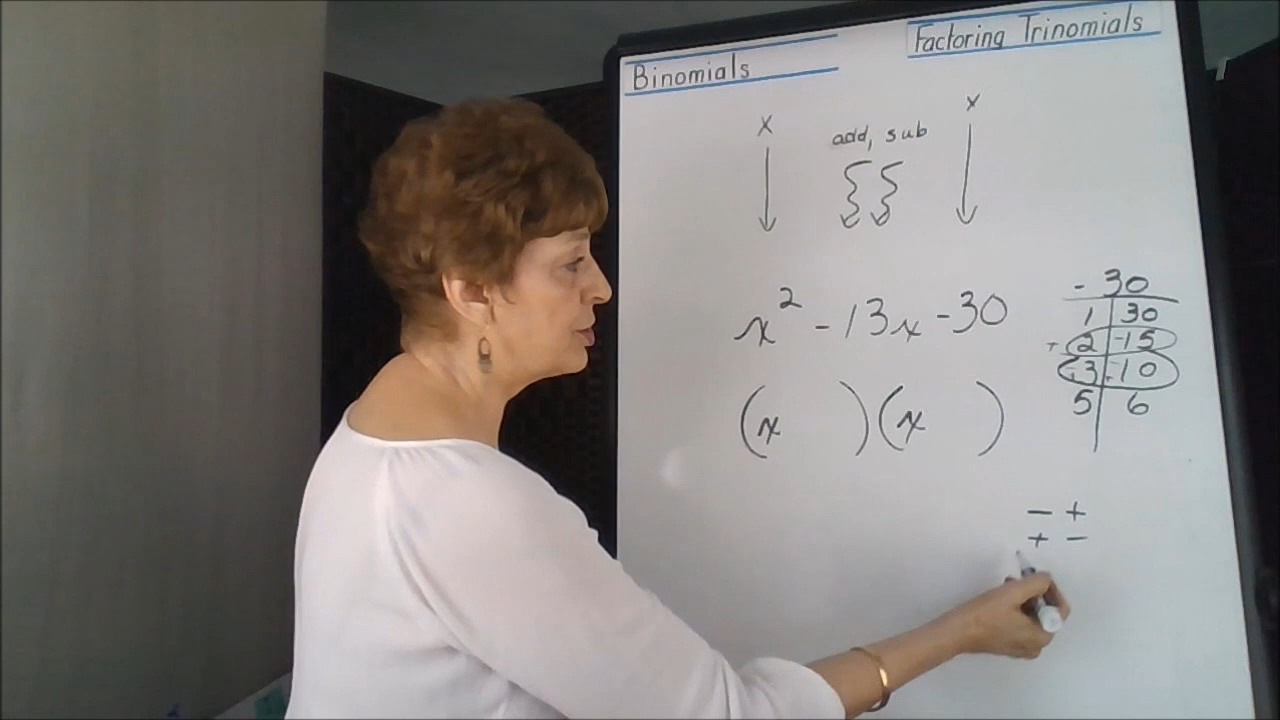 Binomials
Factoring Trinomials
x add, sub x
x² -13x -30
(x )(x )
-30
1 | 30
+ 2 | -15
-3 | -10
5 | 6
- +
+ -